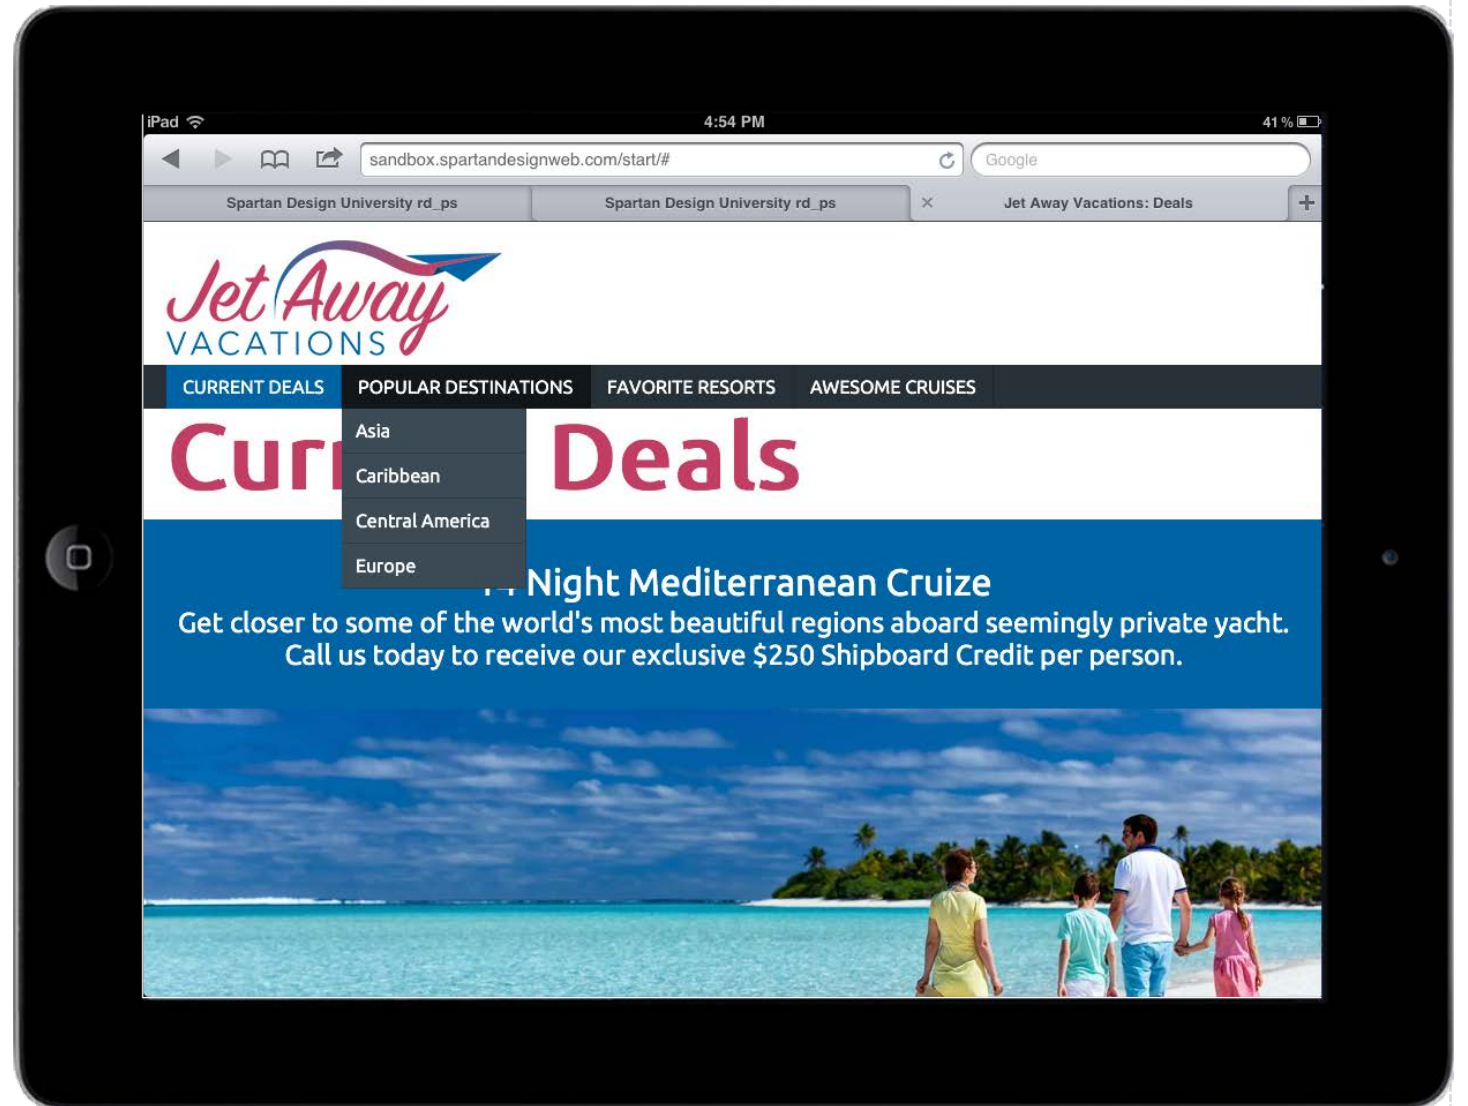 iPad 4:54 PM 41%
sandbox.spartandesignweb.com/start/# Google
Spartan Design University rd_ps Spartan Design University rd_ps × Jet Away Vacations: Deals +
Jet Away
VACATIONS
CURRENT DEALS POPULAR DESTINATIONS FAVORITE RESORTS AWESOME CRUISES
Asia
Curr Deals
Caribbean
Central America
Europe
Night Mediterranean Cruize
Get closer to some of the world's most beautiful regions aboard seemingly private yacht.
Call us today to receive our exclusive $250 Shipboard Credit per person.